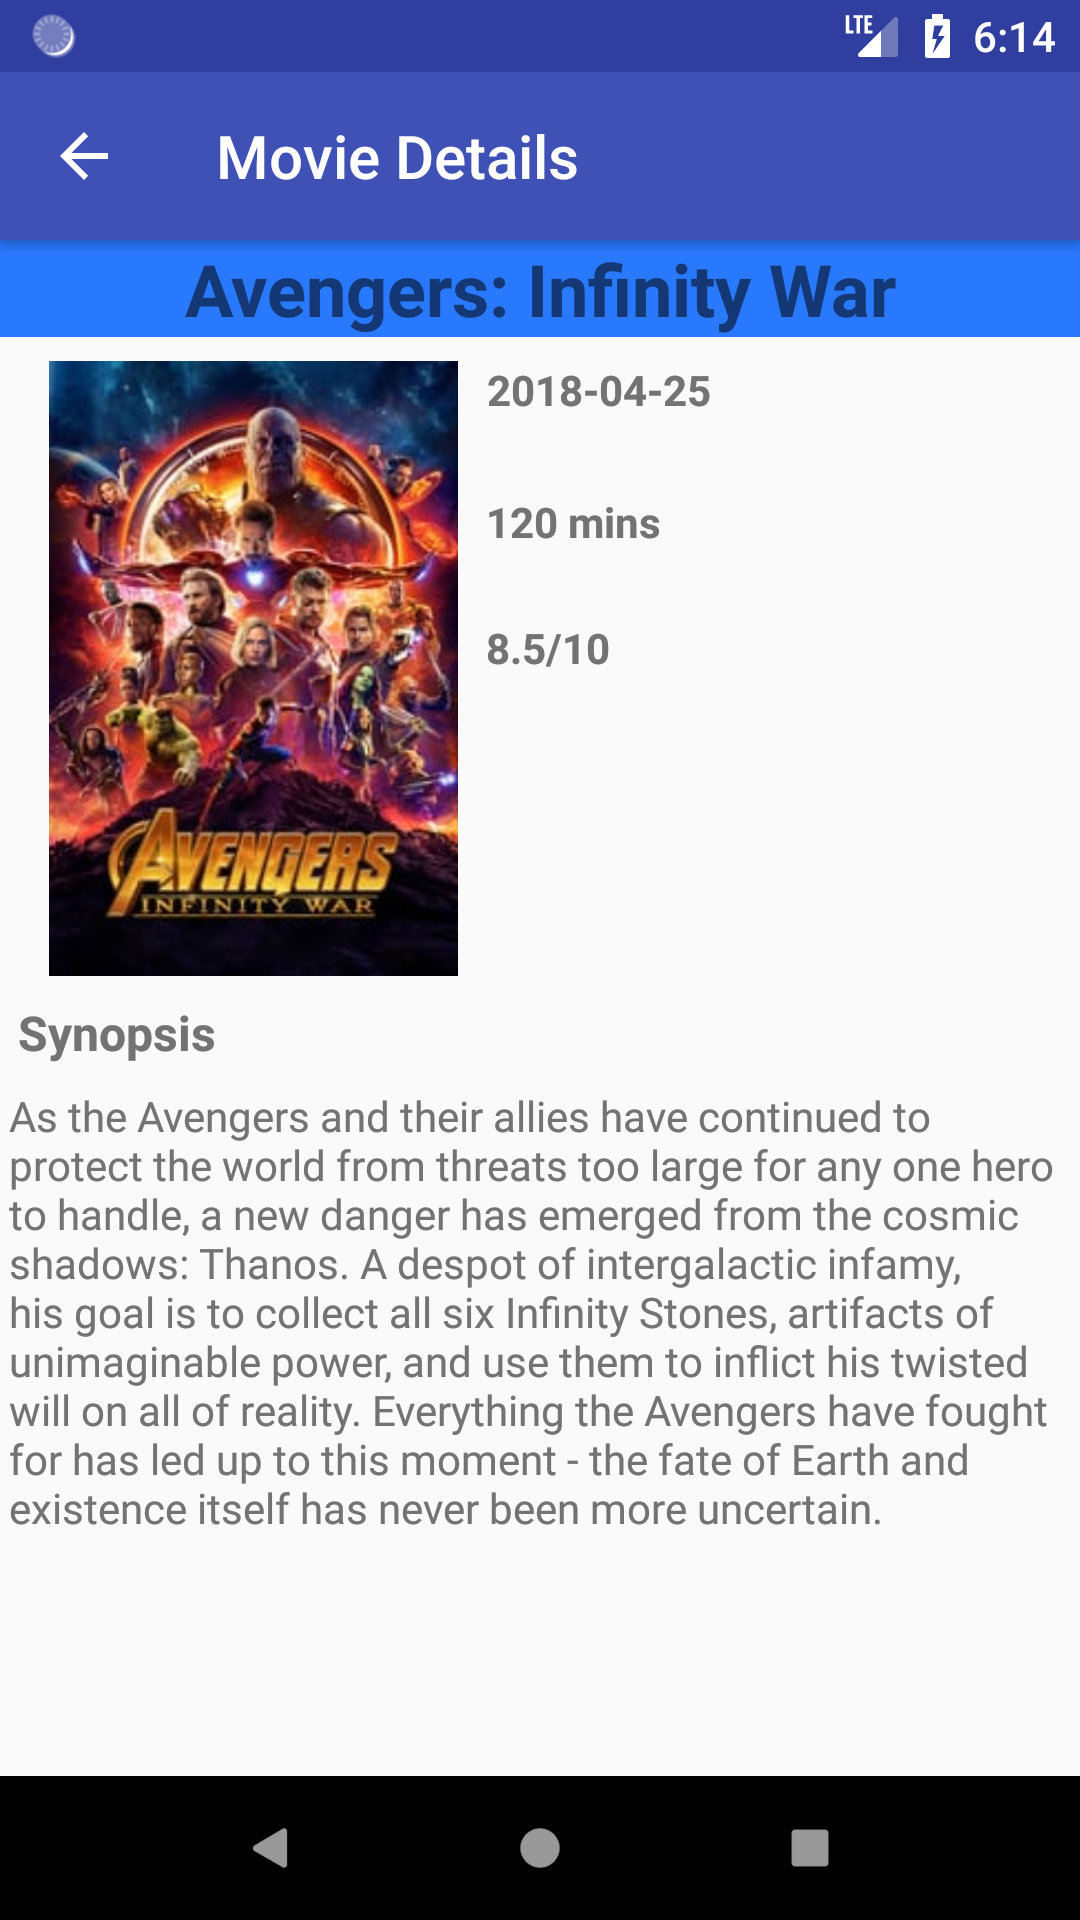 LTE 6:14
Movie Details
Avengers: Infinity War
2018-04-25
120 mins
8.5/10
AVENGERS
INFINITY WAR
Synopsis
As the Avengers and their allies have continued to
protect the world from threats too large for any one hero
to handle, a new danger has emerged from the cosmic
shadows: Thanos. A despot of intergalactic infamy,
his goal is to collect all six Infinity Stones, artifacts of
unimaginable power, and use them to inflict his twisted
will on all of reality. Everything the Avengers have fought
for has led up to this moment - the fate of Earth and
existence itself has never been more uncertain.